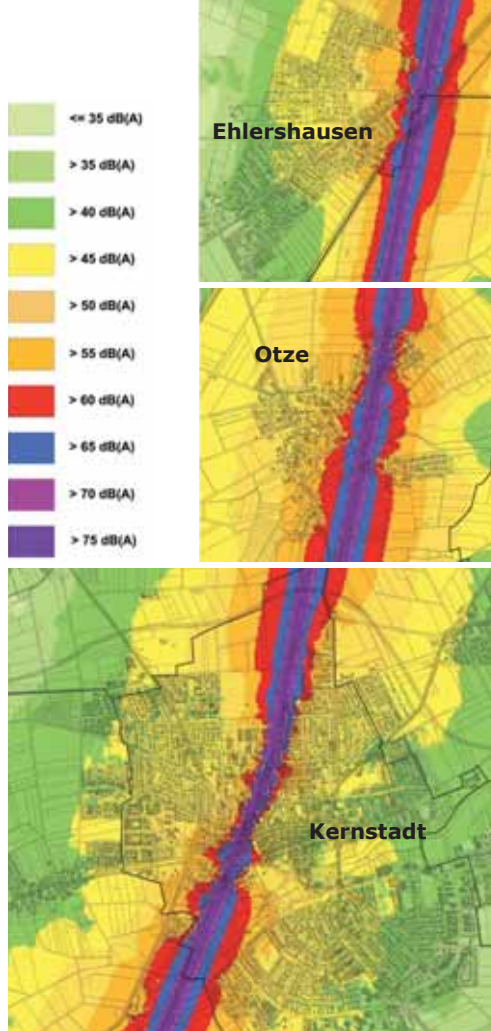 Ehlershausen
<= 35 dB(A)
> 35 dB(A)
> 40 dB(A)
> 45 dB(A)
> 50 dB(A)
> 55 dB(A)
> 60 dB(A)
> 65 dB(A)
> 70 dB(A)
> 75 dB(A)
Otze
Kernstadt